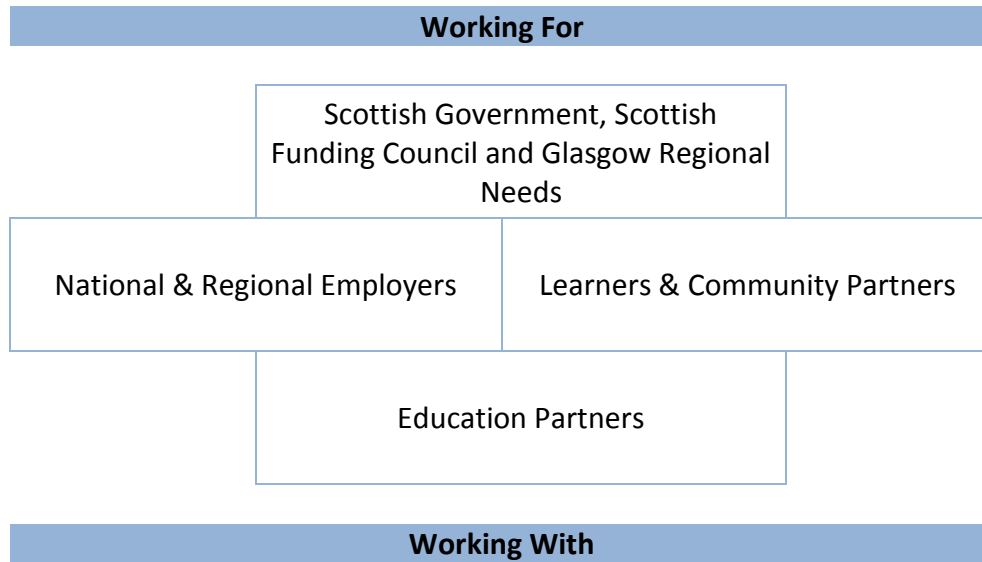 Working For
Scottish Government, Scottish
Funding Council and Glasgow Regional
Needs
National & Regional Employers
Learners & Community Partners
Education Partners
Working With